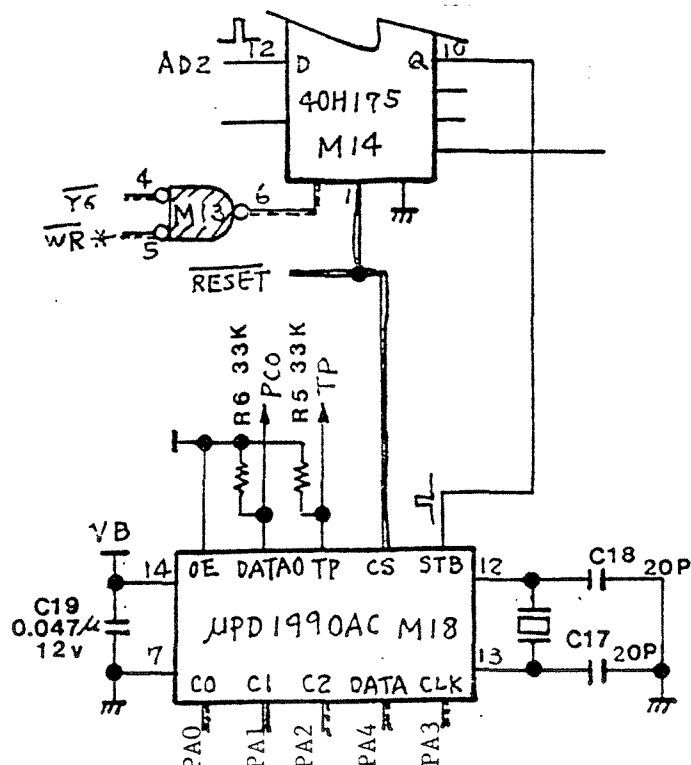 T2
10
AD2
D
Q
40H175
M14
4
Y6
M13
6
WR*
5
1
RESET
R6 33K
PCO
R5 33K
TP
VB
14
OE DATAO TP CS STB
12
C18
20P
C19
0.047μ
12v
μPD1990AC M18
C17
7
13
20P
C0 C1 C2 DATA CLK
PA0
PA1
PA2
PA4
PA3